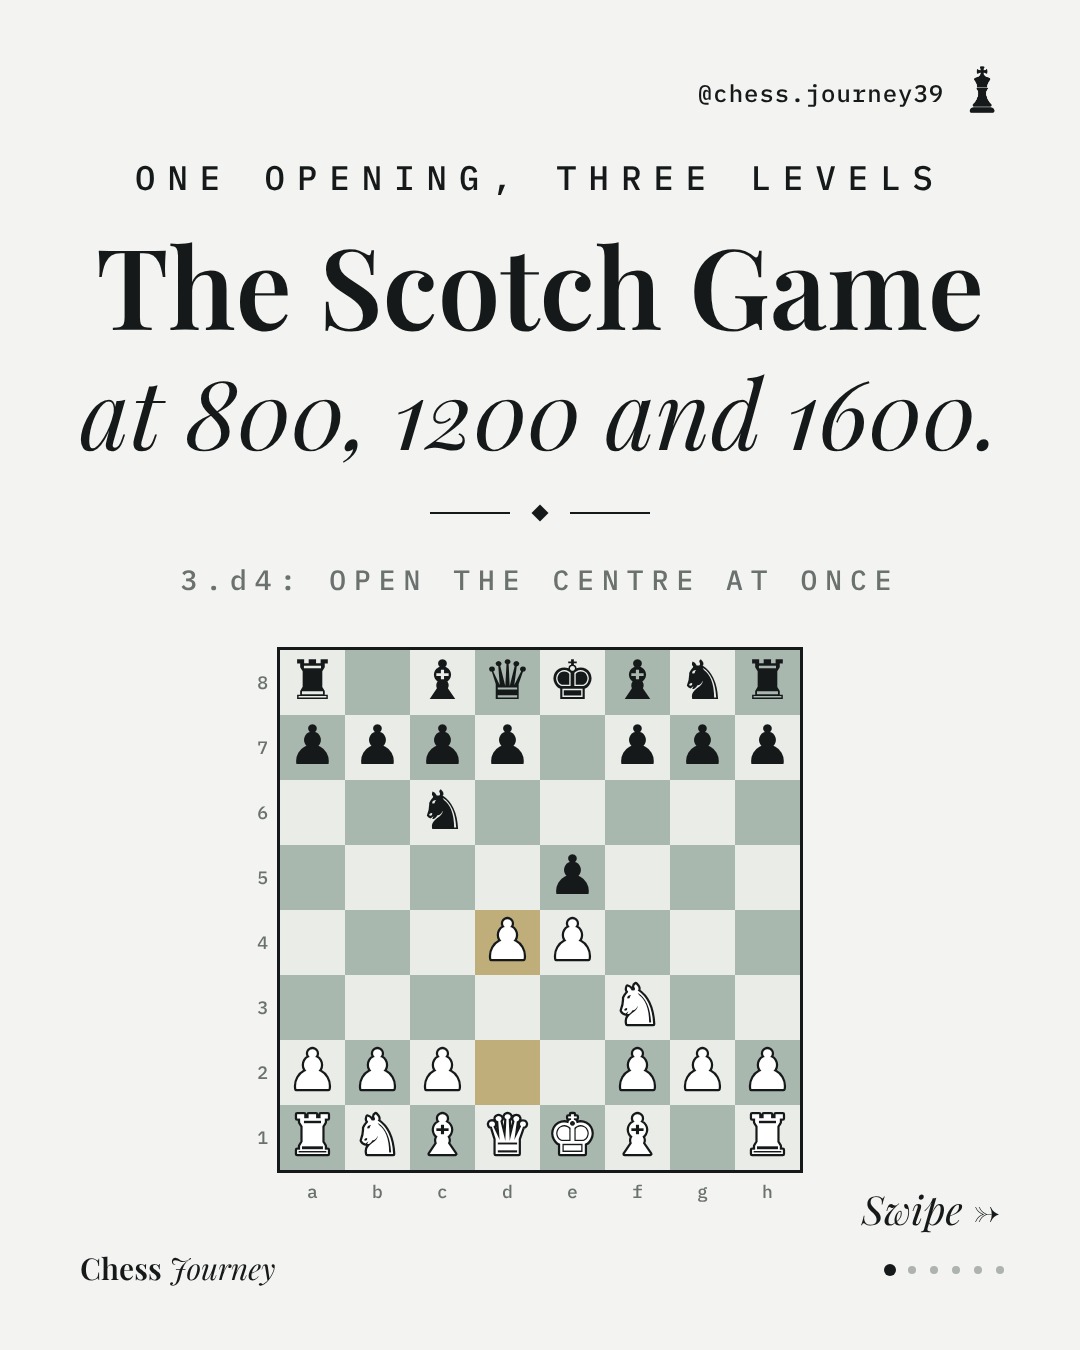 @chess.journey39
ONE OPENING, THREE LEVELS
The Scotch Game
at 800, 1200 and 1600.
3.d4: OPEN THE CENTRE AT ONCE
8
7
6
5
4
3
2
1
a b c d e f g h
Swipe
Chess Journey